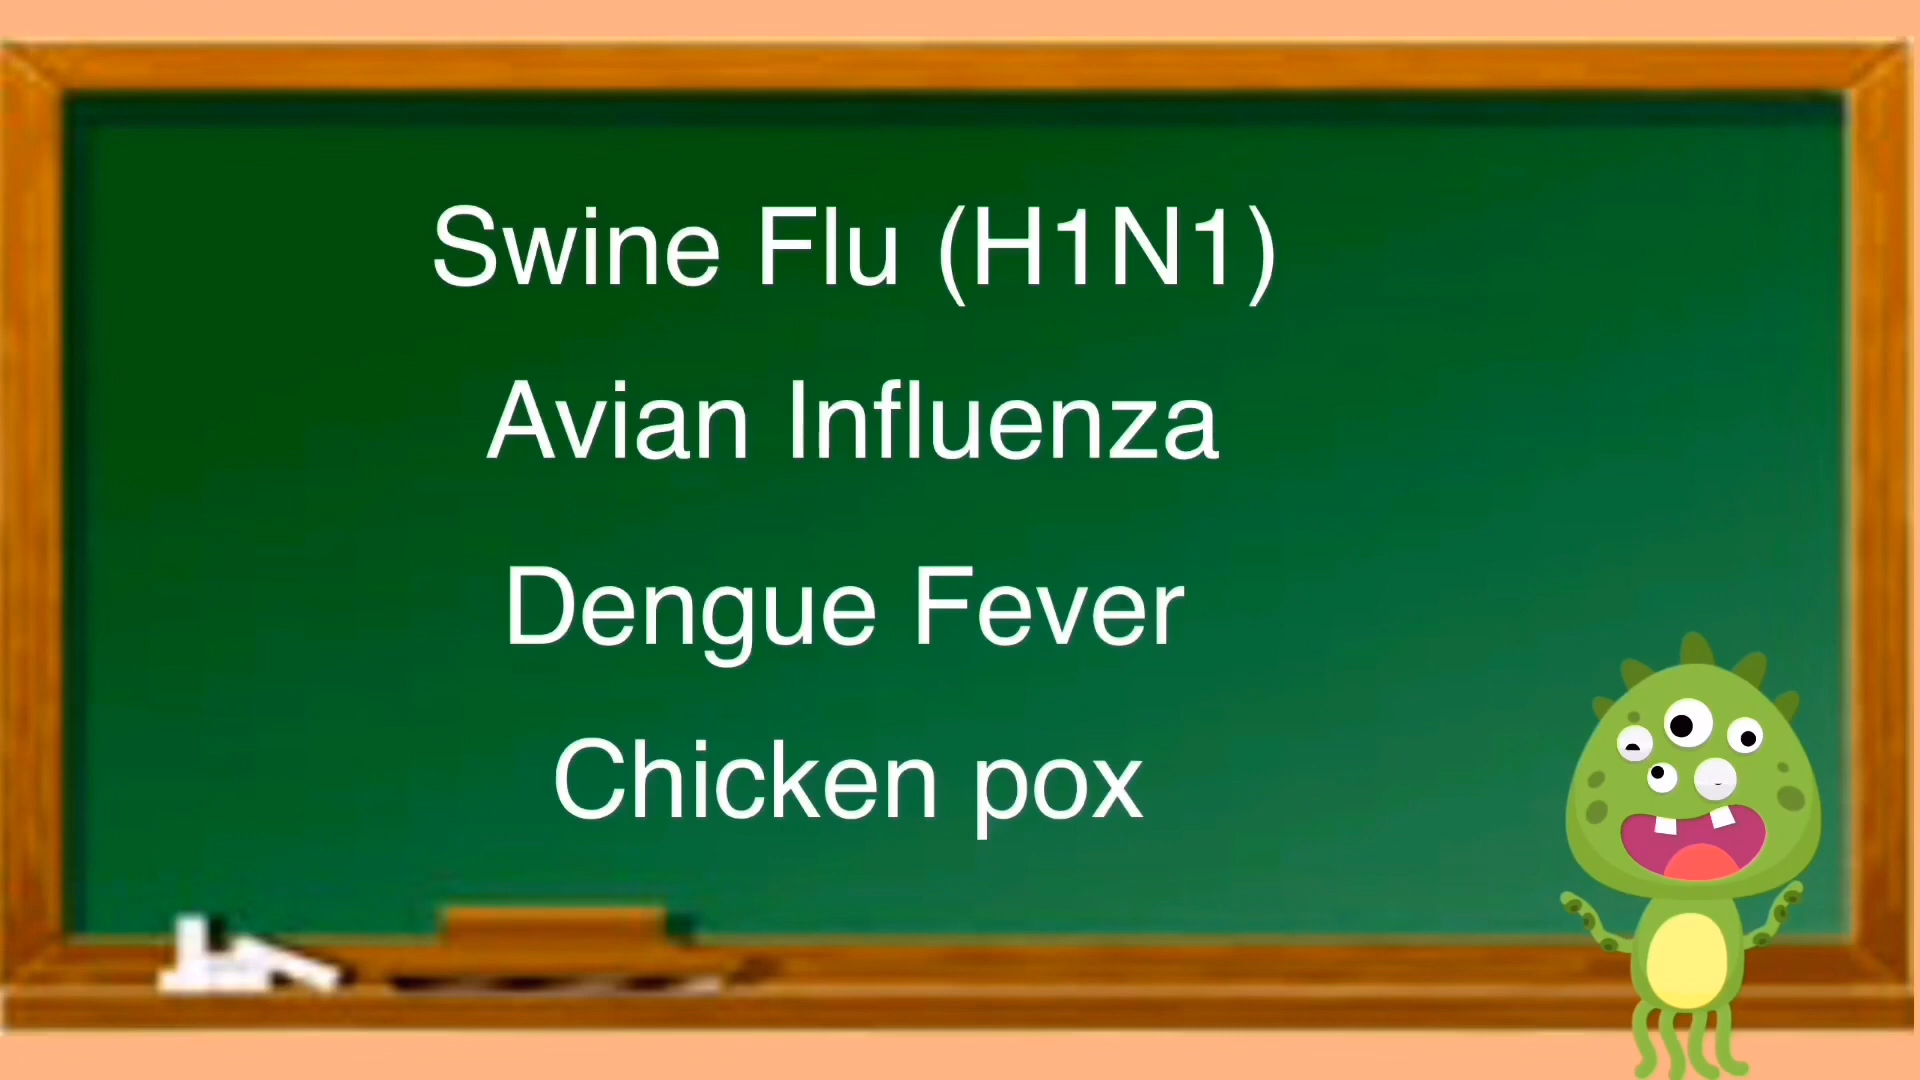 Swine Flu (H1N1)
Avian Influenza
Dengue Fever
Chicken pox